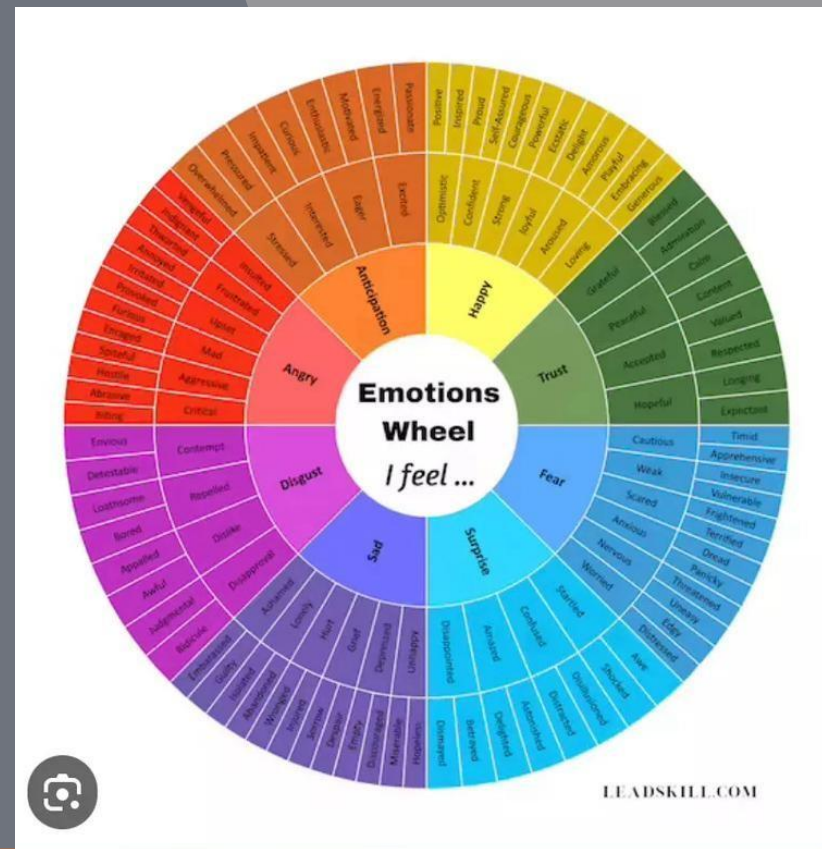 Emotions
Wheel
I feel ...
Happy
Optimistic
Confident
Strong
Joyful
Aroused
Loving
Positive
Inspired
Proud
Self-Assured
Courageous
Powerful
Ecstatic
Delight
Amorous
Playful
Embracing
Generous
Trust
Grateful
Peaceful
Accepted
Hopeful
Blessed
Admiration
Calm
Content
Valued
Respected
Longing
Expectant
Fear
Cautious
Weak
Scared
Anxious
Nervous
Worried
Timid
Apprehensive
Insecure
Vulnerable
Frightened
Terrified
Dread
Panicky
Threatened
Uneasy
Edgy
Distressed
Surprise
Startled
Confused
Amazed
Disappointed
Awe
Shocked
Disillusioned
Distracted
Astonished
Delighted
Betrayed
Dismayed
Sad
Unhappy
Depressed
Grief
Hurt
Lonely
Ashamed
Hopeless
Miserable
Discouraged
Empty
Despair
Sorrow
Injured
Wronged
Abandoned
Isolated
Guilty
Embarassed
Disgust
Disapproval
Dislike
Repelled
Contempt
Ridicule
Judgmental
Awful
Appalled
Bored
Loathsome
Detestable
Envious
Angry
Critical
Aggressive
Mad
Upset
Frustrated
Insulted
Biting
Abrasive
Hostile
Spiteful
Enraged
Furious
Provoked
Irritated
Annoyed
Thwarted
Indignant
Vengeful
Anticipation
Stressed
Interested
Eager
Excited
Overwhelmed
Pressured
Impatient
Curious
Enthusiastic
Motivated
Energized
Passionate
LEADSKILL.COM